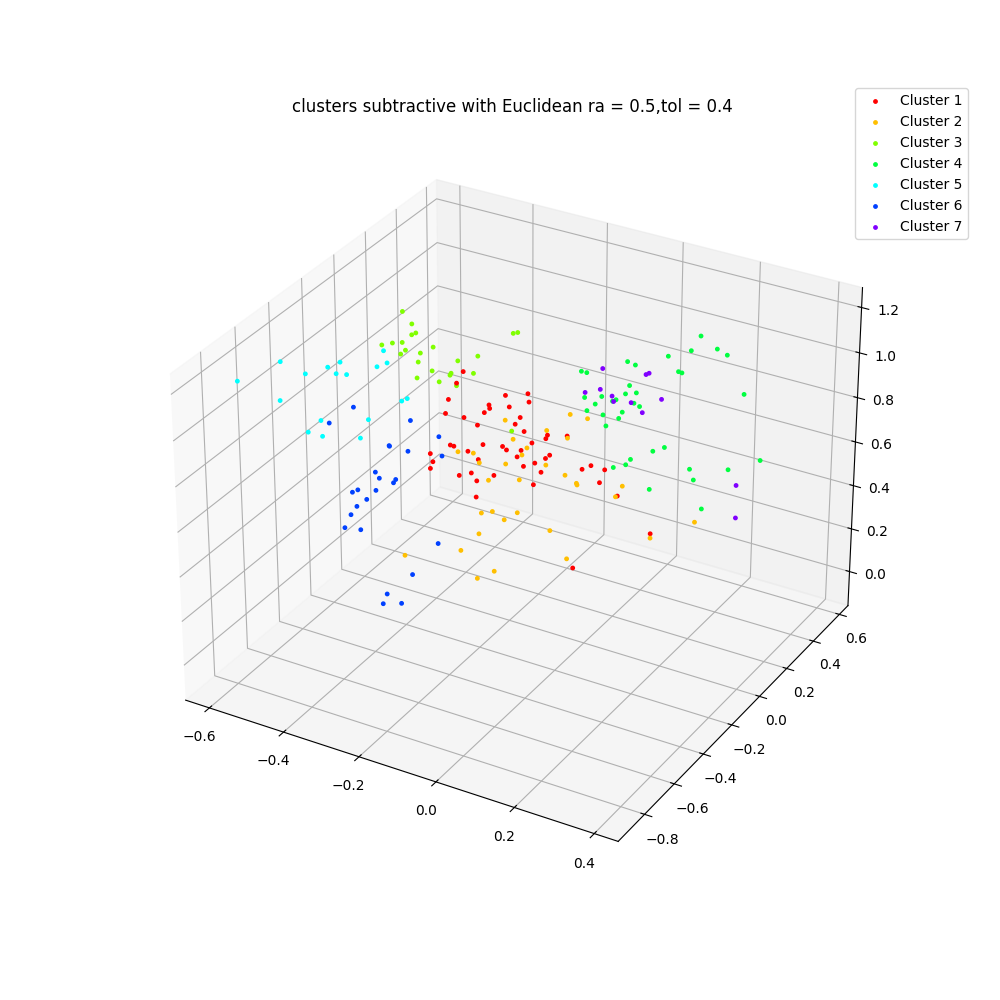 clusters subtractive with Euclidean ra = 0.5,tol = 0.4
Cluster 1
Cluster 2
Cluster 3
Cluster 4
Cluster 5
Cluster 6
Cluster 7
1.2
1.0
0.8
0.6
0.4
0.2
0.0
0.6
0.4
0.2
0.0
−0.2
−0.4
−0.6
−0.8
−0.6
−0.4
−0.2
0.0
0.2
0.4